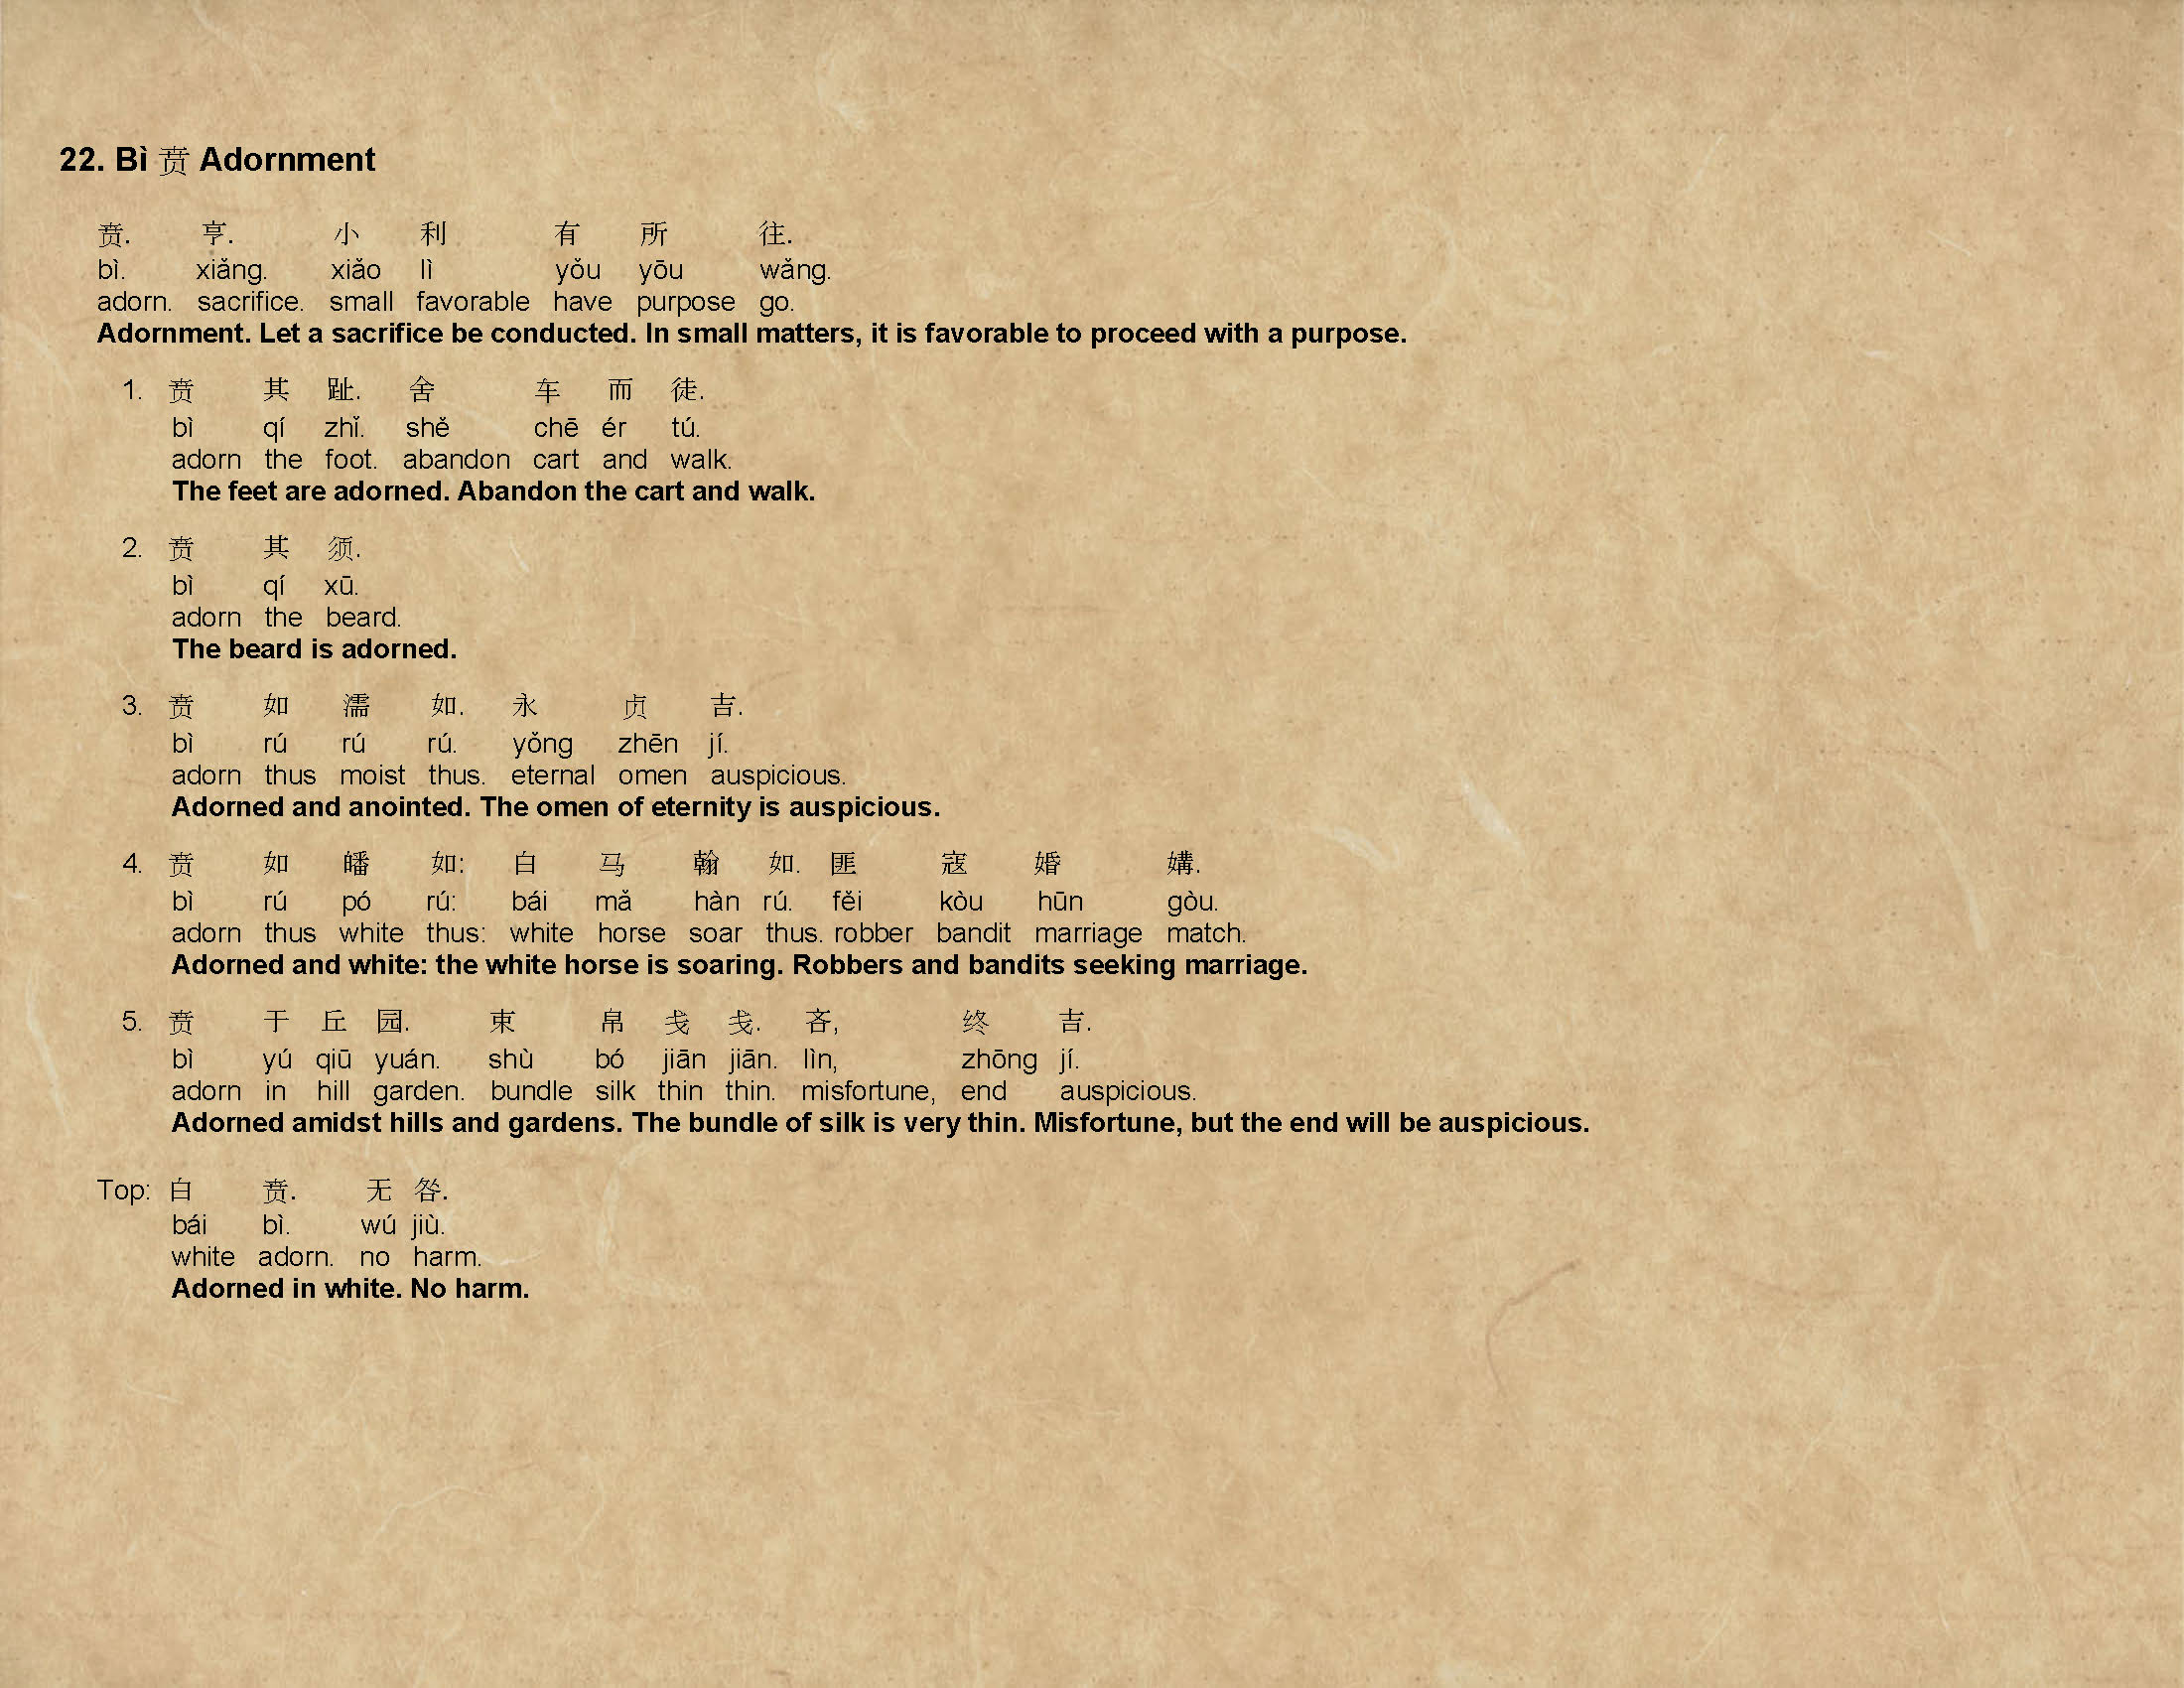 22. Bì 贲 Adornment
贲. 亨. 小 利 有 所 往.
bì. xiǎng. xiǎo lì yǒu yōu wǎng.
adorn. sacrifice. small favorable have purpose go.
Adornment. Let a sacrifice be conducted. In small matters, it is favorable to proceed with a purpose.
1. 贲 其 趾. 舍 车 而 徒.
bì qí zhǐ. shě chē ér tú.
adorn the foot. abandon cart and walk.
The feet are adorned. Abandon the cart and walk.
2. 贲 其 须.
bì qí xū.
adorn the beard.
The beard is adorned.
3. 贲 如 濡 如. 永 贞 吉.
bì rú rú rú. yǒng zhēn jí.
adorn thus moist thus. eternal omen auspicious.
Adorned and anointed. The omen of eternity is auspicious.
4. 贲 如 皤 如: 白 马 翰 如. 匪 寇 婚 媾.
bì rú pó rú: bái mǎ hàn rú. fěi kòu hūn gòu.
adorn thus white thus: white horse soar thus. robber bandit marriage match.
Adorned and white: the white horse is soaring. Robbers and bandits seeking marriage.
5. 贲 于 丘 园. 束 帛 戋 戋. 吝, 终 吉.
bì yú qiū yuán. shù bó jiān jiān. lìn, zhōng jí.
adorn in hill garden. bundle silk thin thin. misfortune, end auspicious.
Adorned amidst hills and gardens. The bundle of silk is very thin. Misfortune, but the end will be auspicious.
Top: 白 贲. 无 咎.
bái bì. wú jiù.
white adorn. no harm.
Adorned in white. No harm.